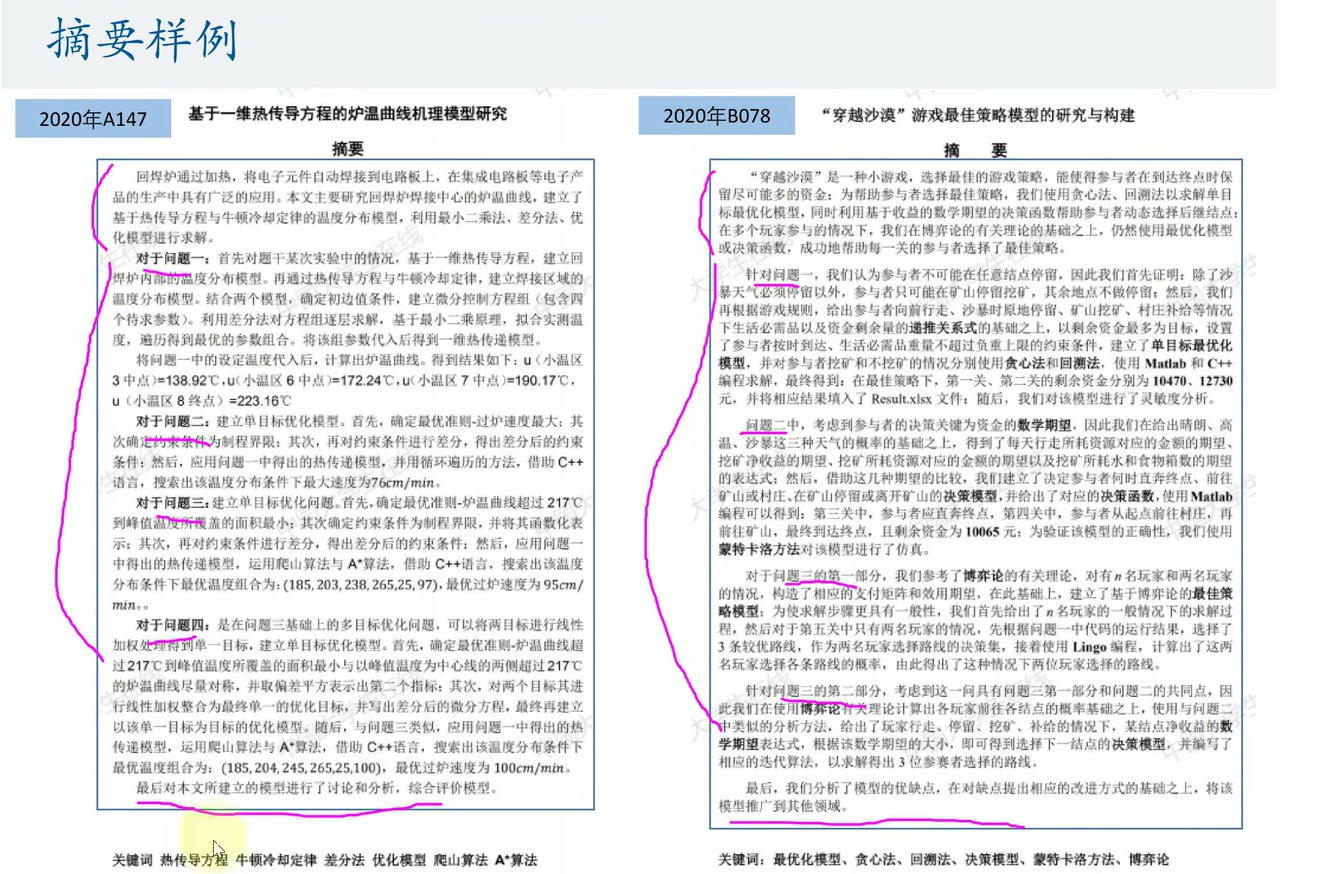 摘要样例
2020年A147
基于一维热传导方程的炉温曲线机理模型研究
摘要
回焊炉通过加热，将电子元件自动焊接到电路板上，在集成电路板等电子产
品的生产中具有广泛的应用。本文主要研究回焊炉焊接中心的炉温曲线，建立了
基于热传导方程与牛顿冷却定律的温度分布模型，利用最小二乘法、差分法、优
化模型进行求解。
对于问题一：首先对题干某次实验中的情况，基于一维热传导方程，建立回
焊炉内部的温度分布模型。再通过热传导方程与牛顿冷却定律，建立焊接区域的
温度分布模型。结合两个模型，确定初边值条件，建立微分控制方程组（包含四
个待求参数）。利用差分法对方程组逐层求解，基于最小二乘原理，拟合实测温
度，遍历得到最优的参数组合。将该组参数代入后得到一维热传递模型。
将问题一中的设定温度代入后，计算出炉温曲线。得到结果如下：u（小温区
3 中点）=138.92℃，u（小温区 6 中点）=172.24℃，u（小温区 7 中点）=190.17℃，
u（小温区 8 终点）=223.16℃
对于问题二：建立单目标优化模型。首先，确定最优准则-过炉速度最大；其
次确定约束条件为制程界限；其次，再对约束条件进行差分，得出差分后的约束
条件；然后，应用问题一中得出的热传递模型，并用循环遍历的方法，借助 C++
语言，搜索出该温度分布条件下最大速度为76cm/min。
对于问题三：建立单目标优化问题。首先，确定最优准则-炉温曲线超过 217℃
到峰值温度所覆盖的面积最小；其次确定约束条件为制程界限，并将其函数化表
示；其次，再对约束条件进行差分，得出差分后的约束条件；然后，应用问题一
中得出的热传递模型，运用爬山算法与 A*算法，借助 C++语言，搜索出该温度
分布条件下最优温度组合为：(185, 203, 238, 265,25, 97)，最优过炉速度为 95cm/
min。。
对于问题四：是在问题三基础上的多目标优化问题，可以将两目标进行线性
加权处理得到单一目标，建立单目标优化模型。首先，确定最优准则-炉温曲线超
过217℃到峰值温度所覆盖的面积最小与以峰值温度为中心线的两侧超过217℃
的炉温曲线尽量对称，并取偏差平方表示出第二个指标；其次，对两个目标其进
行线性加权整合为最终单一的优化目标，并写出差分后的微分方程，最终再建立
以该单一目标为目标的优化模型；随后，与问题三类似，应用问题一中得出的热
传递模型，运用爬山算法与A*算法，借助 C++语言，搜索出该温度分布条件下
最优温度组合为：(185, 204, 245, 265,25,100)，最优过炉速度为 100cm/min。
最后对本文所建立的模型进行了讨论和分析，综合评价模型。
关键词 热传导方程 牛顿冷却定律 差分法 优化模型 爬山算法 A*算法
2020年B078
“穿越沙漠”游戏最佳策略模型的研究与构建
摘 要
“穿越沙漠”是一种小游戏，选择最佳的游戏策略，能使得参与者在到达终点时保
留尽可能多的资金；为帮助参与者选择最佳策略，我们使用贪心法、回溯法以求解单目
标最优化模型，同时利用基于收益的数学期望的决策函数帮助参与者动态选择后继结点；
在多个玩家参与的情况下，我们在博弈论的有关理论的基础之上，仍然使用最优化模型
或决策函数，成功地帮助每一关的参与者选择了最佳策略。
针对问题一，我们认为参与者不可能在任意结点停留，因此我们首先证明：除了沙
暴天气必须停留以外，参与者只可能在矿山停留挖矿，其余地点不做停留；然后，我们
再根据游戏规则，给出参与者向前行走、沙暴时原地停留、矿山挖矿、村庄补给等情况
下生活必需品以及资金剩余量的递推关系式的基础之上，以剩余资金最多为目标，设置
了参与者按时到达、生活必需品重量不超过负重上限的约束条件，建立了单目标最优化
模型，并对参与者挖矿和不挖矿的情况分别使用贪心法和回溯法，使用 Matlab 和 C++
编程求解，最终得到：在最佳策略下，第一关、第二关的剩余资金分别为 10470、12730
元，并将相应结果填入了 Result.xlsx 文件；随后，我们对该模型进行了灵敏度分析。
问题二中，考虑到参与者的决策关键为资金的数学期望，因此我们在给出晴朗、高
温、沙暴这三种天气的概率的基础之上，得到了每天行走所耗资源对应的金额的期望、
挖矿净收益的期望、挖矿所耗资源对应的金额的期望以及挖矿所耗水和食物箱数的期望
的表达式；然后，借助这几种期望的比较，我们建立了决定参与者何时直奔终点、前往
矿山或村庄、在矿山停留或离开矿山的决策模型，并给出了对应的决策函数，使用 Matlab
编程可以得到：第三关中，参与者应直奔终点，第四关中，参与者从起点前往村庄，再
前往矿山，最终到达终点，且剩余资金为 10065 元；为验证该模型的正确性，我们使用
蒙特卡洛方法对该模型进行了仿真。
对于问题三的第一部分，我们参考了博弈论的有关理论，对有 n 名玩家和两名玩家
的情况，构造了相应的支付矩阵和效用期望，在此基础上，建立了基于博弈论的最佳策
略模型；为使求解步骤更具有一般性，我们首先给出了 n 名玩家的一般情况下的求解过
程，然后对于第五关中只有两名玩家的情况，先根据问题一中代码的运行结果，选择了
3 条较优路线，作为两名玩家选择路线的决策集，接着使用 Lingo 编程，计算出了这两
名玩家选择各条路线的概率，由此得出了这种情况下两位玩家选择的路线。
针对问题三的第二部分，考虑到这一问具有问题三第一部分和问题二的共同点，因
此我们在使用博弈论有关理论计算出各玩家前往各结点的概率基础之上，使用与问题二
中类似的分析方法，给出了玩家行走、停留、挖矿、补给的情况下，某结点净收益的数
学期望表达式，根据该数学期望的大小，即可得到选择下一结点的决策模型，并编写了
相应的迭代算法，以求解得出 3 位参赛者选择的路线。
最后，我们分析了模型的优缺点，在对缺点提出相应的改进方式的基础之上，将该
模型推广到其他领域。
关键词：最优化模型、贪心法、回溯法、决策模型、蒙特卡洛方法、博弈论